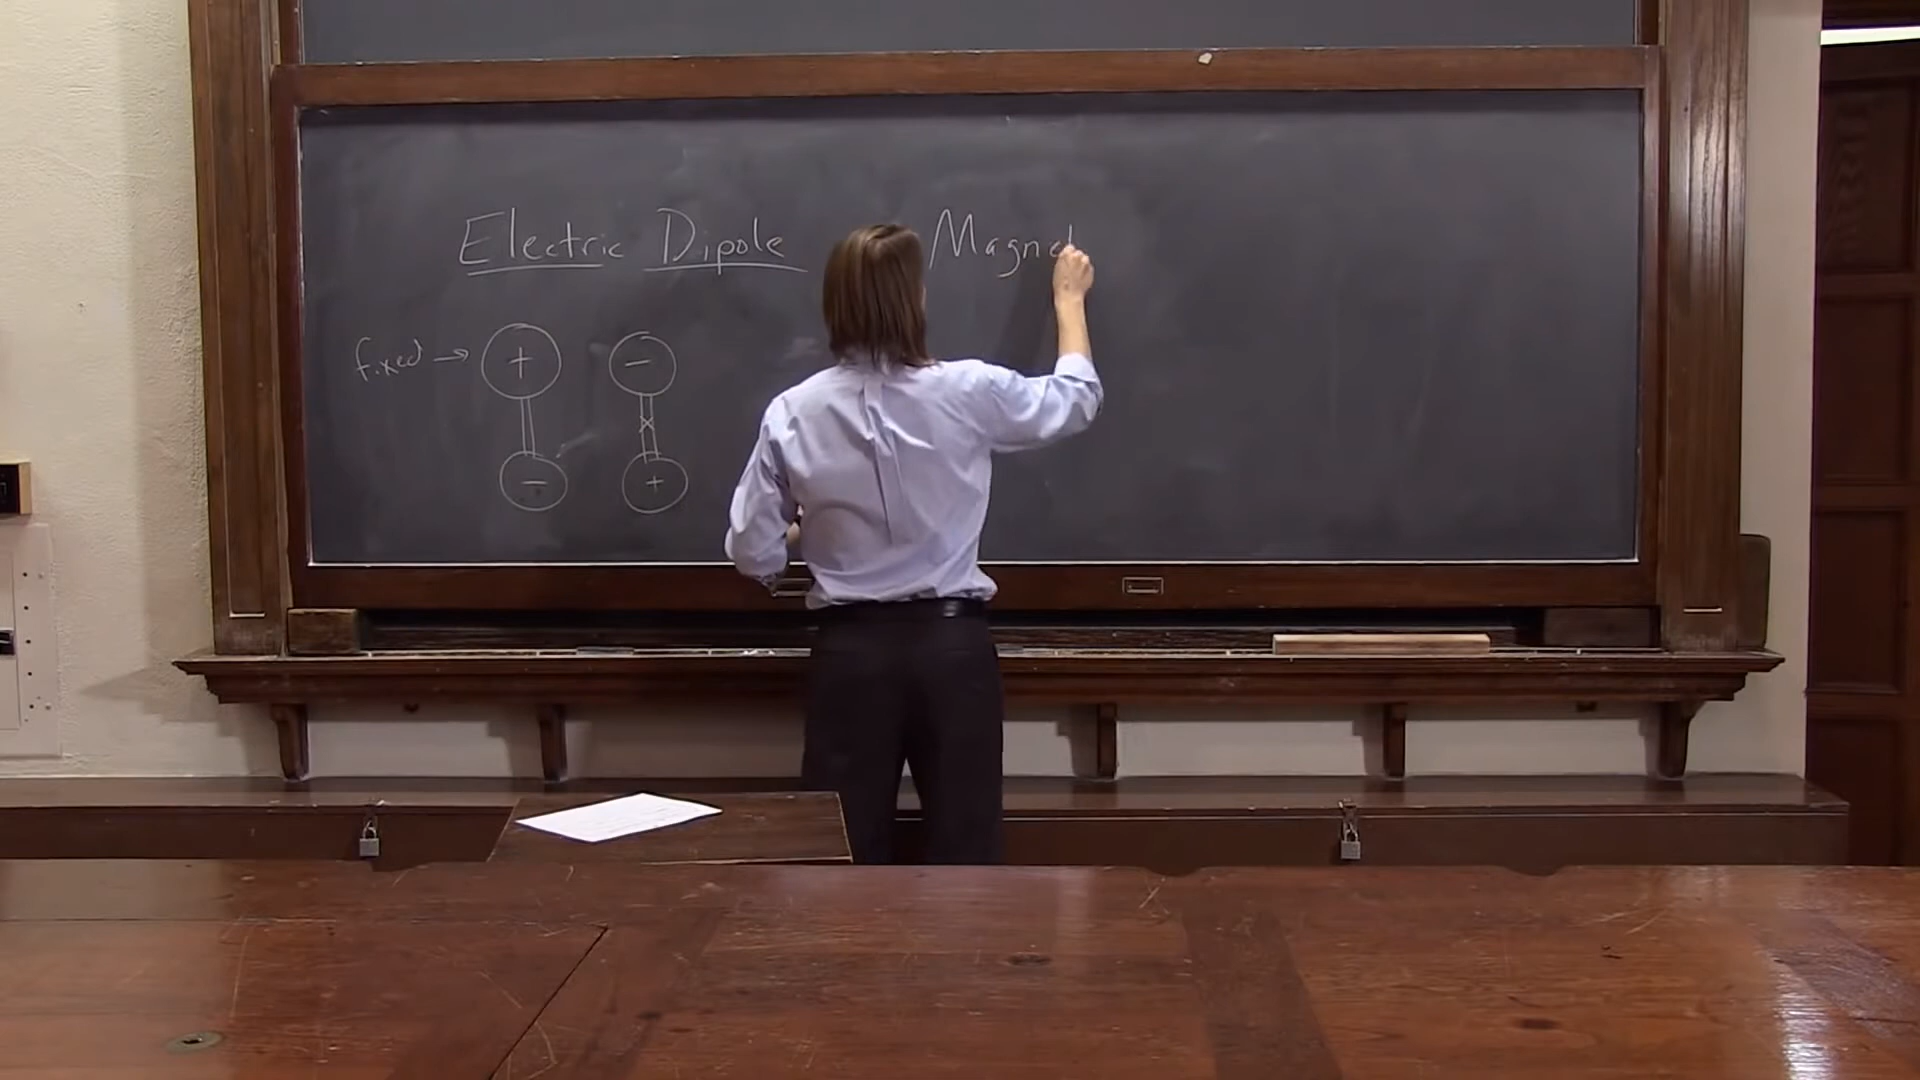 Electric Dipole Magnet
fixed → + −
− +